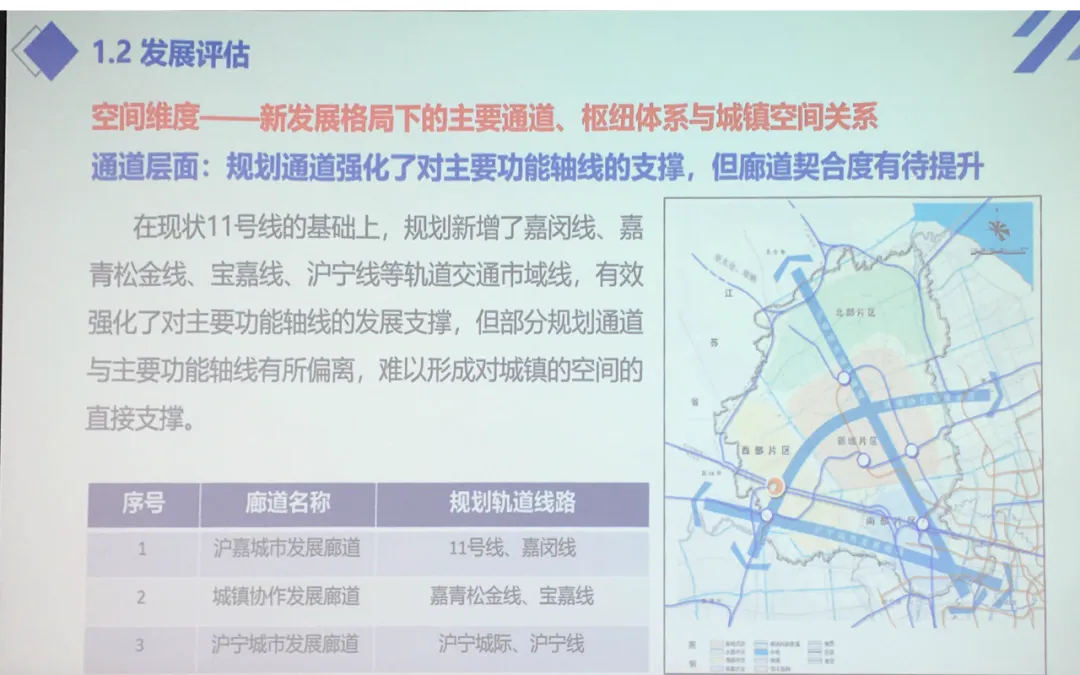 1.2 发展评估
空间维度——新发展格局下的主要通道、枢纽体系与城镇空间关系
通道层面：规划通道强化了对主要功能轴线的支撑，但廊道契合度有待提升
在现状11号线的基础上，规划新增了嘉闵线、嘉
青松金线、宝嘉线、沪宁线等轨道交通市域线，有效
强化了对主要功能轴线的发展支撑，但部分规划通道
与主要功能轴线有所偏离，难以形成对城镇的空间的
直接支撑。
序号 廊道名称 规划轨道线路
1 沪嘉城市发展廊道 11号线、嘉闵线
2 城镇协作发展廊道 嘉青松金线、宝嘉线
3 沪宁城市发展廊道 沪宁城际、沪宁线
江
苏
省
北部片区
新城片区
西部片区
南部片区
图
例